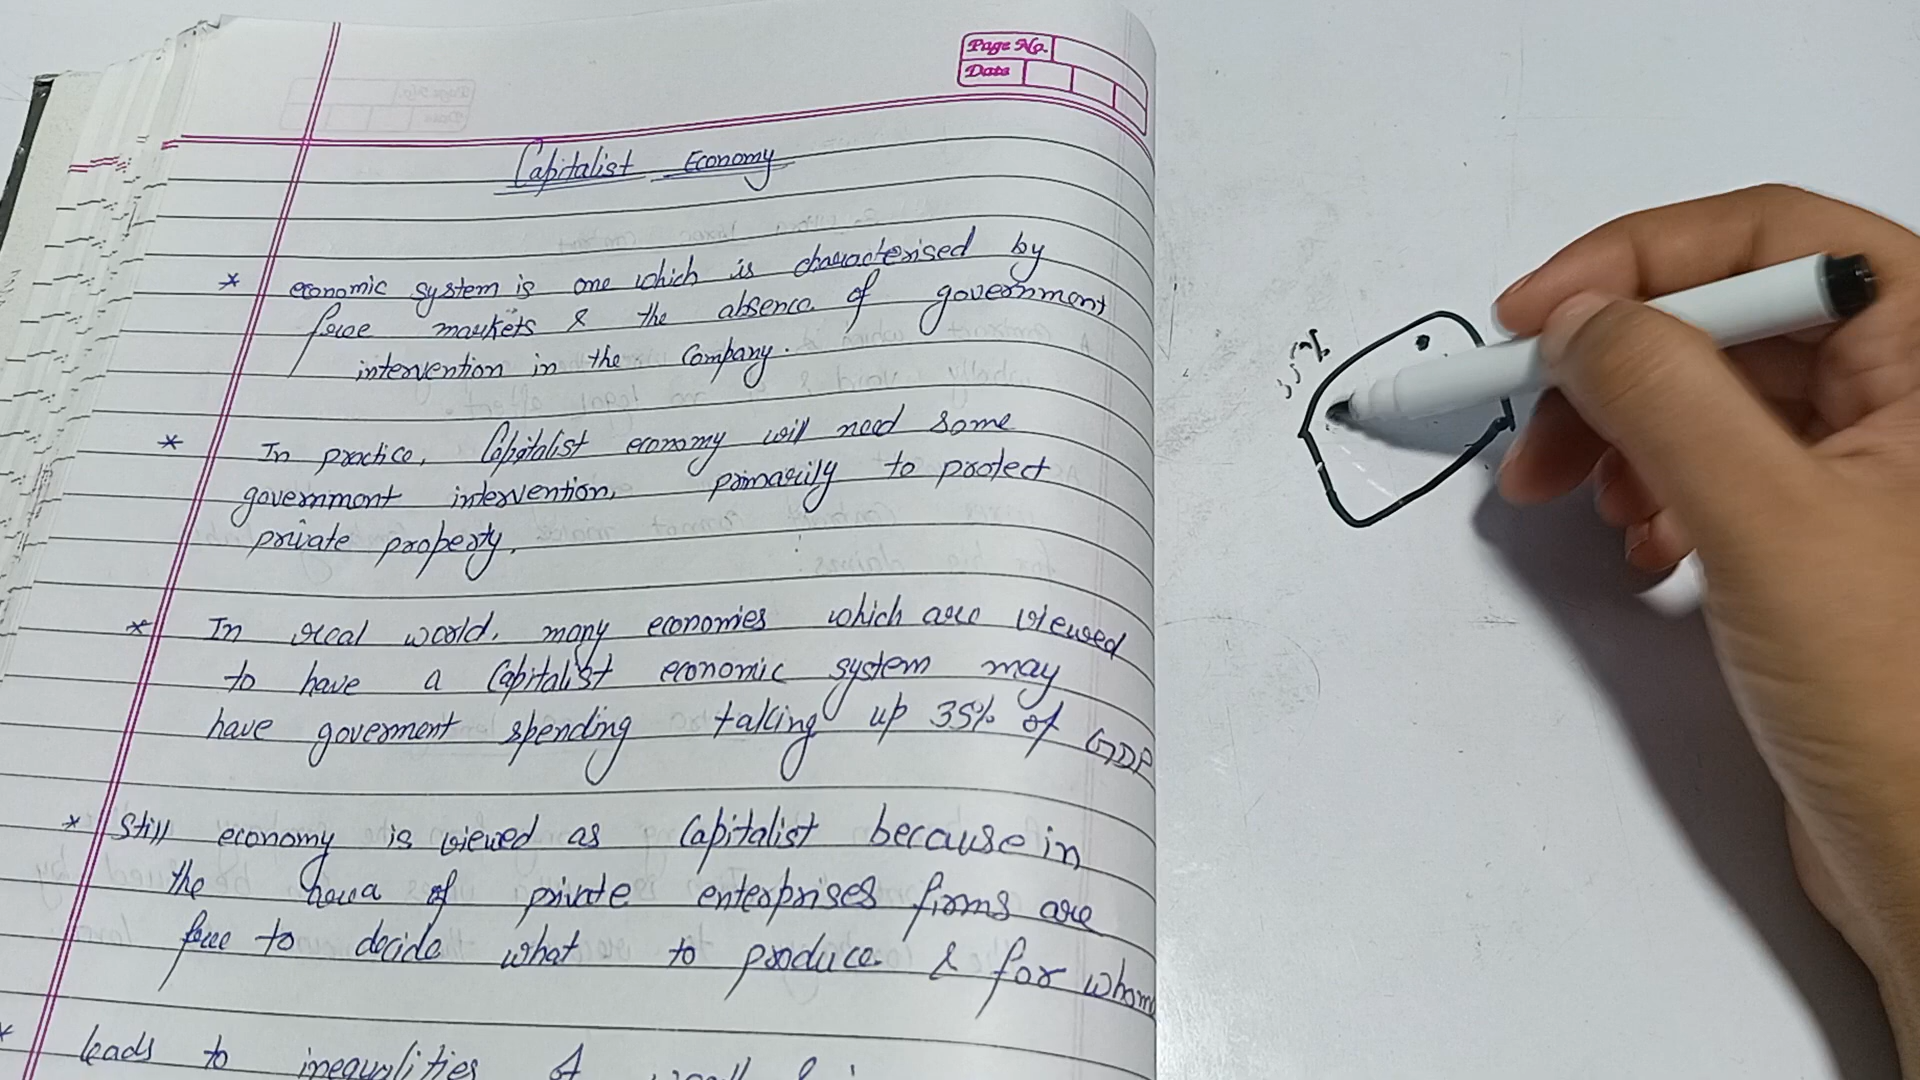 Page No.
Date
Capitalist Economy
* economic system is one which is characterised by
free markets & the absence of government
intervention in the Company.
* In practice, Capitalist economy will need some
government intervention, primarily to protect
private property.
* In real world, many economies which are viewed
to have a Capitalist economic system may
have goverment spending taking up 35% of GDP
* Still economy is viewed as Capitalist because in
the of private enterprises firms are
free to decide what to produce & for whom
* leads to inequalities of